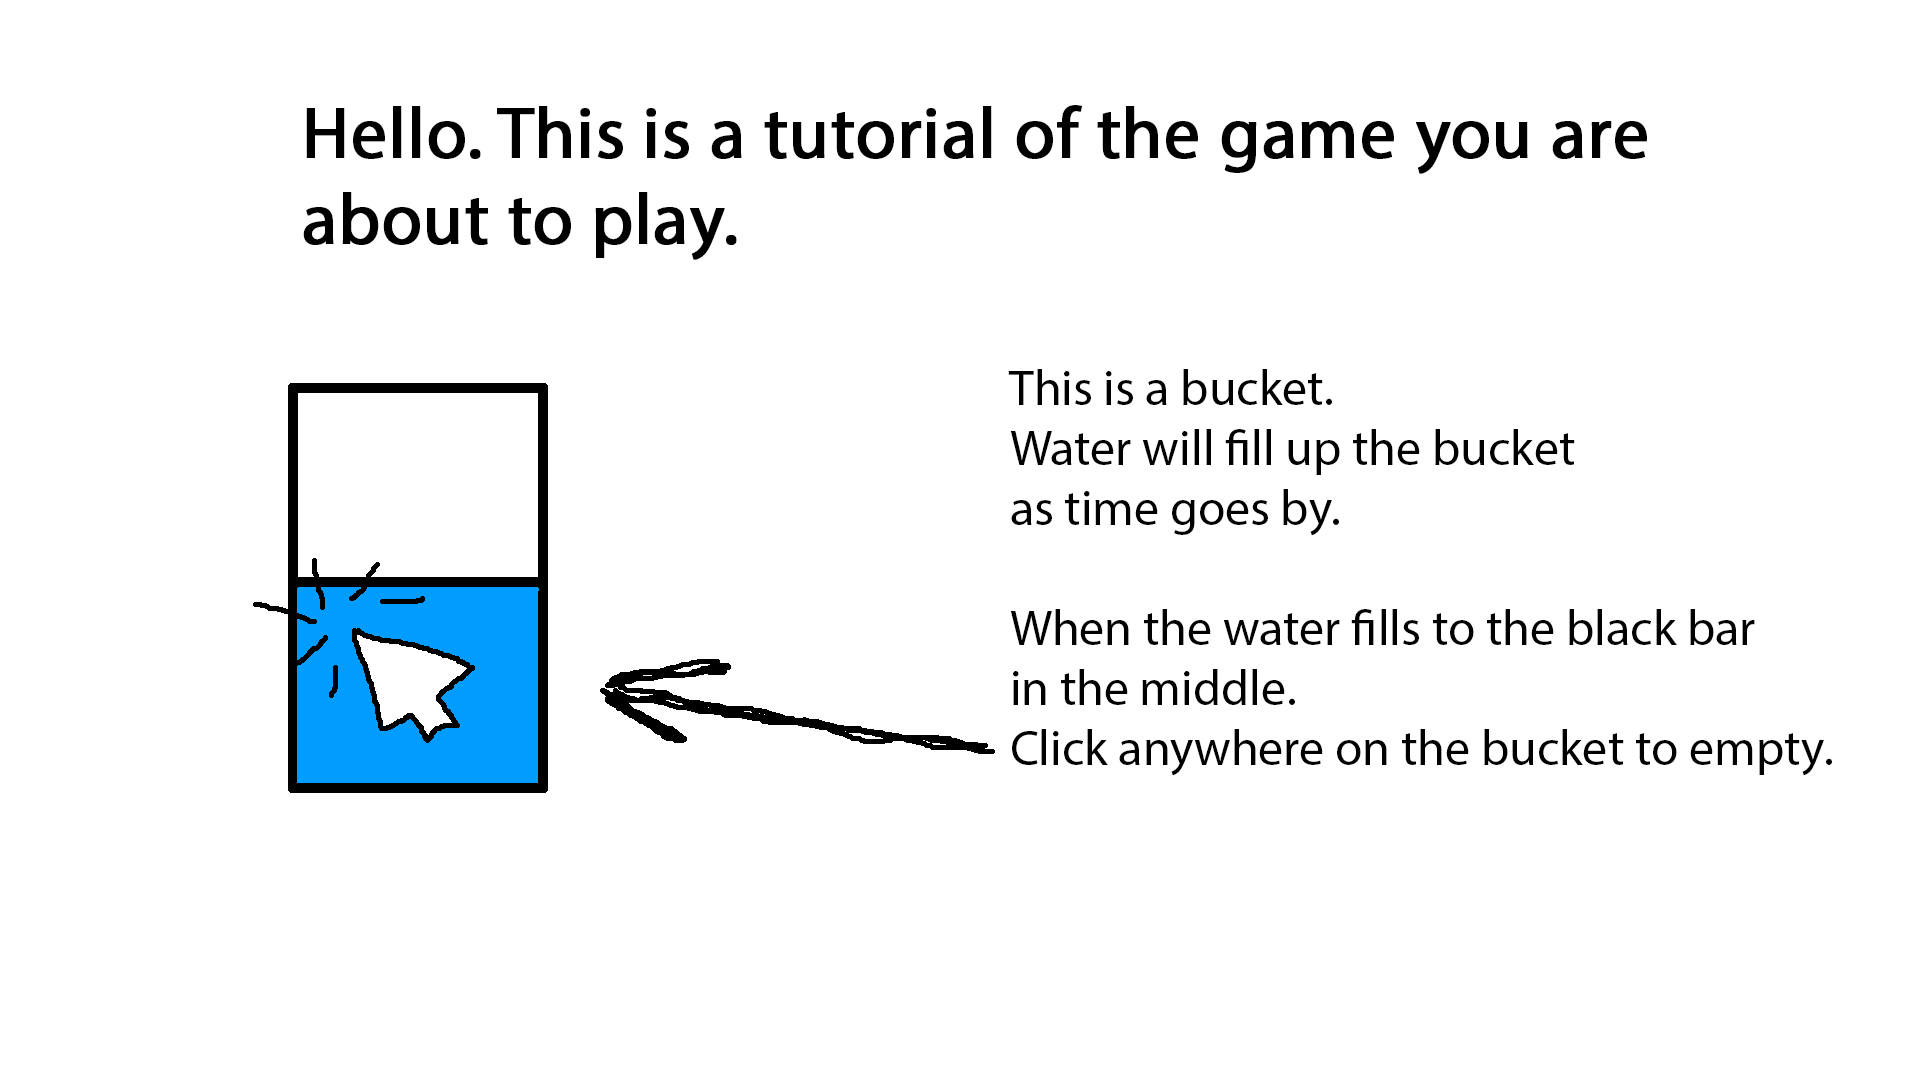 Hello. This is a tutorial of the game you are
about to play.
This is a bucket.
Water will fill up the bucket
as time goes by.
When the water fills to the black bar
in the middle.
Click anywhere on the bucket to empty.